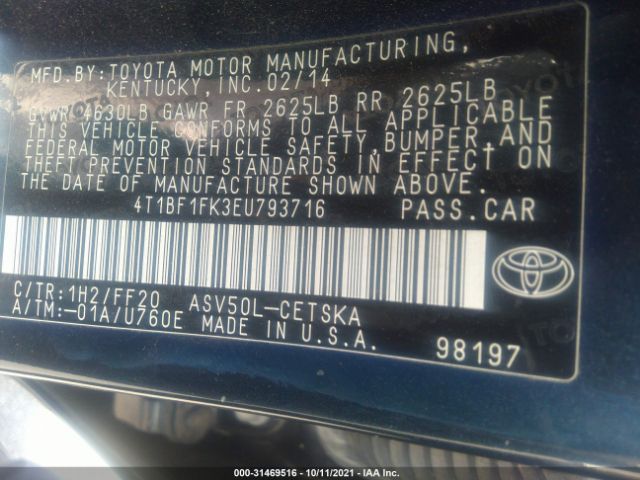 MFD.BY:TOYOTA MOTOR MANUFACTURING,
KENTUCKY, INC.02/14
GVWR 4630LB GAWR FR 2625LB RR 2625LB
THIS VEHICLE CONFORMS TO ALL APPLICABLE
FEDERAL MOTOR VEHICLE SAFETY,BUMPER,AND
THEFT PREVENTION STANDARDS IN EFFECT ON
THE DATE OF MANUFACTURE SHOWN ABOVE.
4T1BF1FK3EU793716 PASS.CAR
C/TR:1H2/FF20 ASV50L-CETSKA
A/TM:-01A/U760E MADE IN U.S.A.
98197
000-31469516 - 10/11/2021 - IAA Inc.